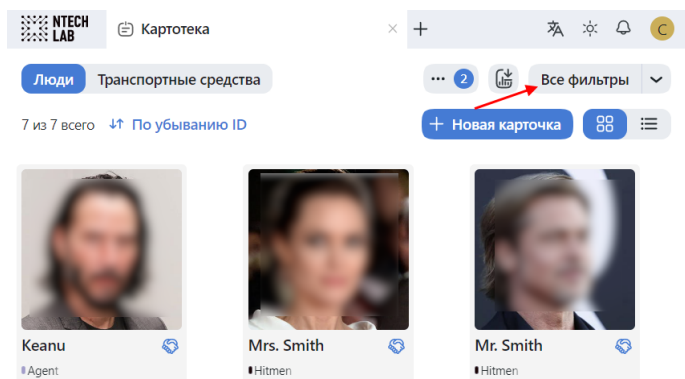 NTECH
LAB
Картотека
C
Люди Транспортные средства
... 2 Все фильтры
7 из 7 всего По убыванию ID
+ Новая карточка
Keanu Mrs. Smith Mr. Smith
Agent Hitmen Hitmen